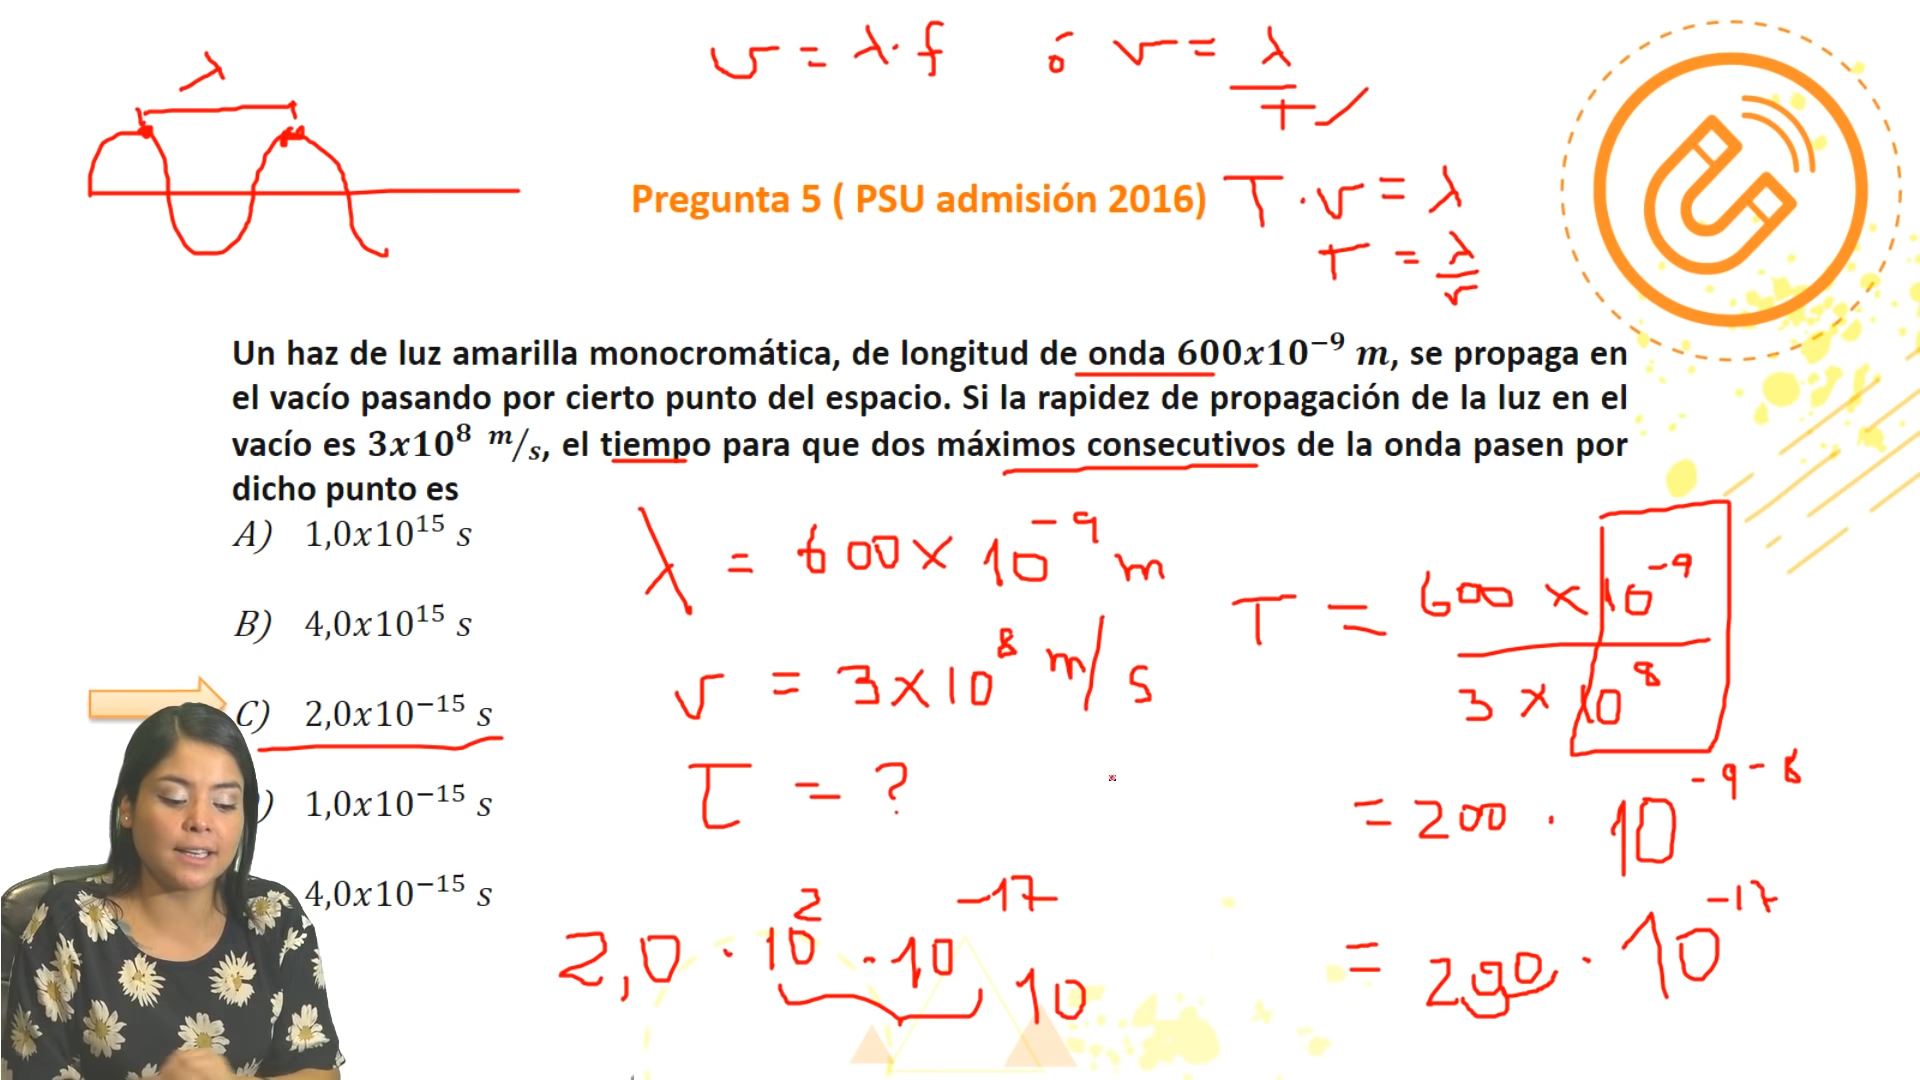 λ
v = λ · f ó v = λ / T
Pregunta 5 ( PSU admisión 2016)
T · v = λ
T = λ / v
Un haz de luz amarilla monocromática, de longitud de onda 600x10⁻⁹ m, se propaga en
el vacío pasando por cierto punto del espacio. Si la rapidez de propagación de la luz en el
vacío es 3x10⁸ m/s, el tiempo para que dos máximos consecutivos de la onda pasen por
dicho punto es
A) 1,0x10¹⁵ s
B) 4,0x10¹⁵ s
C) 2,0x10⁻¹⁵ s
) 1,0x10⁻¹⁵ s
4,0x10⁻¹⁵ s
λ = 600 x 10⁻⁹ m
v = 3 x 10⁸ m/s
T = ?
T = 600 x 10⁻⁹ / 3 x 10⁸
= 200 · 10⁻⁹⁻⁸
= 200 · 10⁻¹⁷
2,0 · 10² · 10⁻¹⁷
10